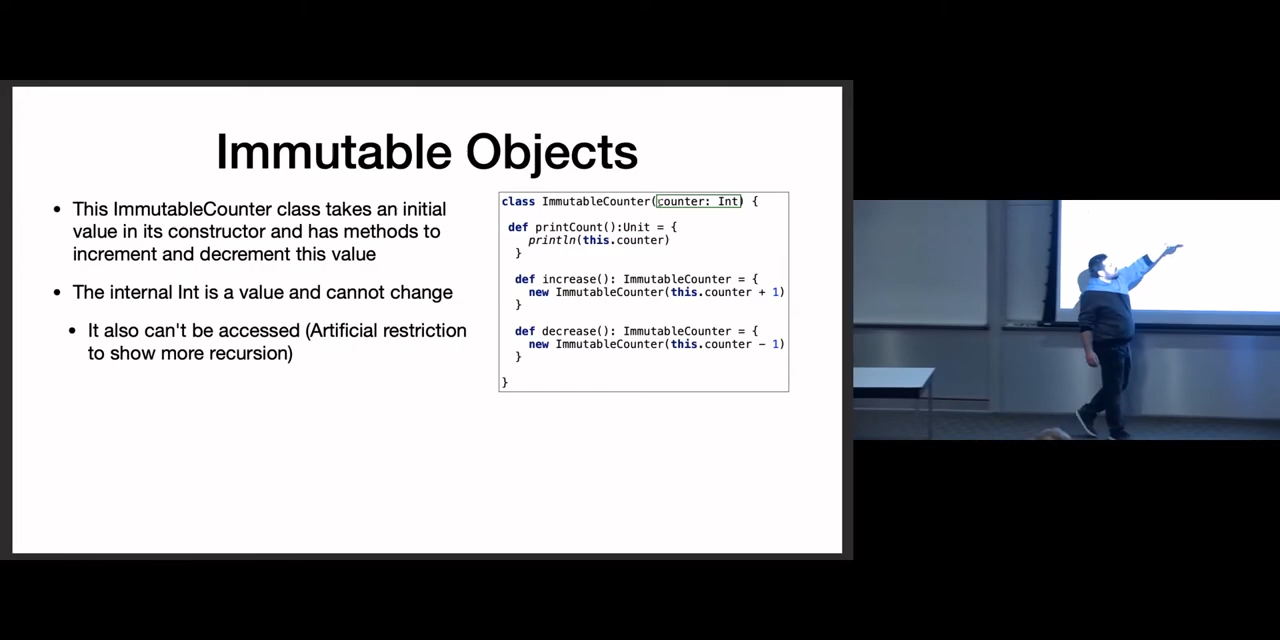 Immutable Objects
• This ImmutableCounter class takes an initial
value in its constructor and has methods to
increment and decrement this value
• The internal Int is a value and cannot change
• It also can't be accessed (Artificial restriction
to show more recursion)
class ImmutableCounter(counter: Int) {
def printCount():Unit = {
println(this.counter)
}
def increase(): ImmutableCounter = {
new ImmutableCounter(this.counter + 1)
}
def decrease(): ImmutableCounter = {
new ImmutableCounter(this.counter - 1)
}
}